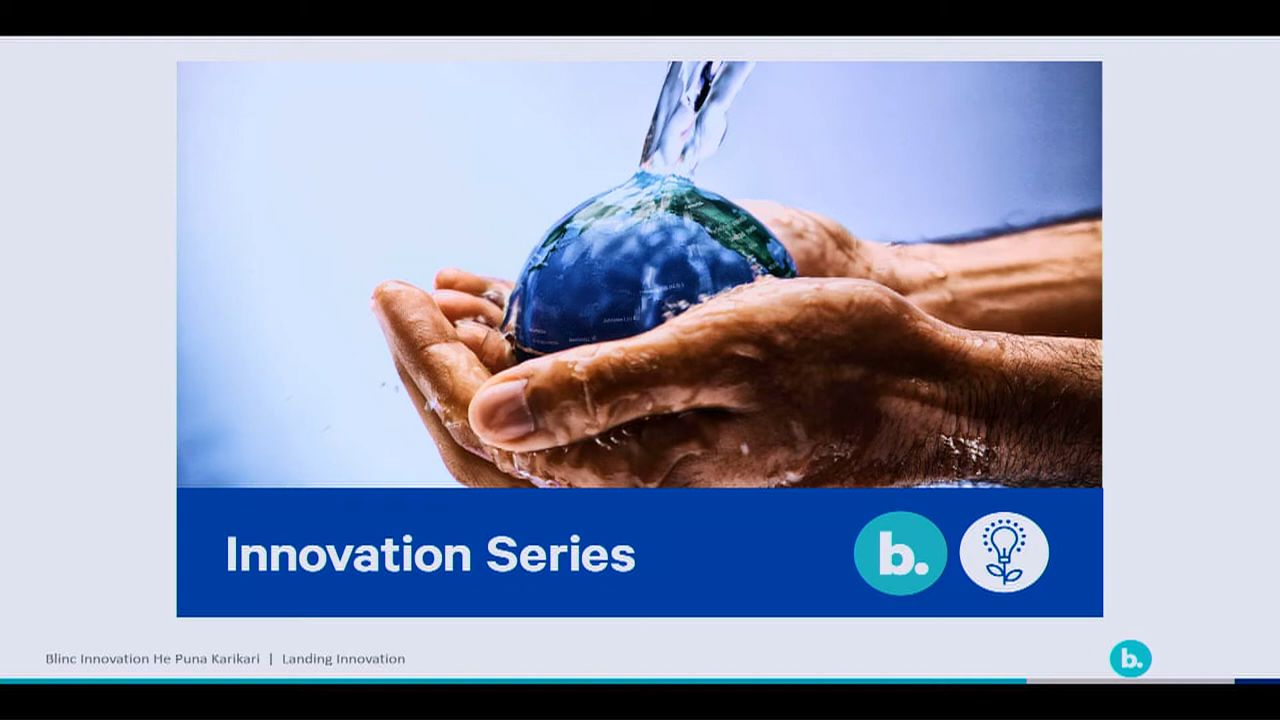 Innovation Series
b.
Blinc Innovation He Puna Karikari | Landing Innovation
b.